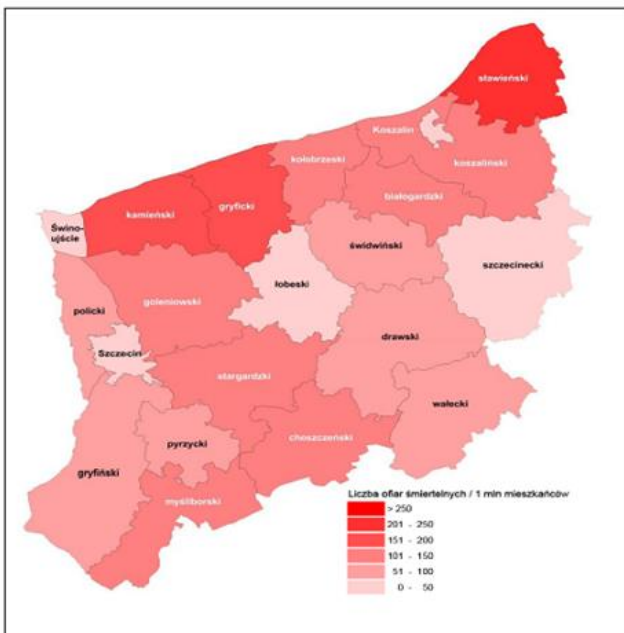 sławieński
Koszalin
kołobrzeski
koszaliński
białogardzki
gryficki
kamieński
Świno-
ujście
świdwiński
szczecinecki
łobeski
goleniowski
policki
drawski
Szczecin
stargardzki
wałecki
choszczeński
pyrzycki
gryfiński
myśliborski
Liczba ofiar śmiertelnych / 1 mln mieszkańców
> 250
201 - 250
151 - 200
101 - 150
51 - 100
0 - 50